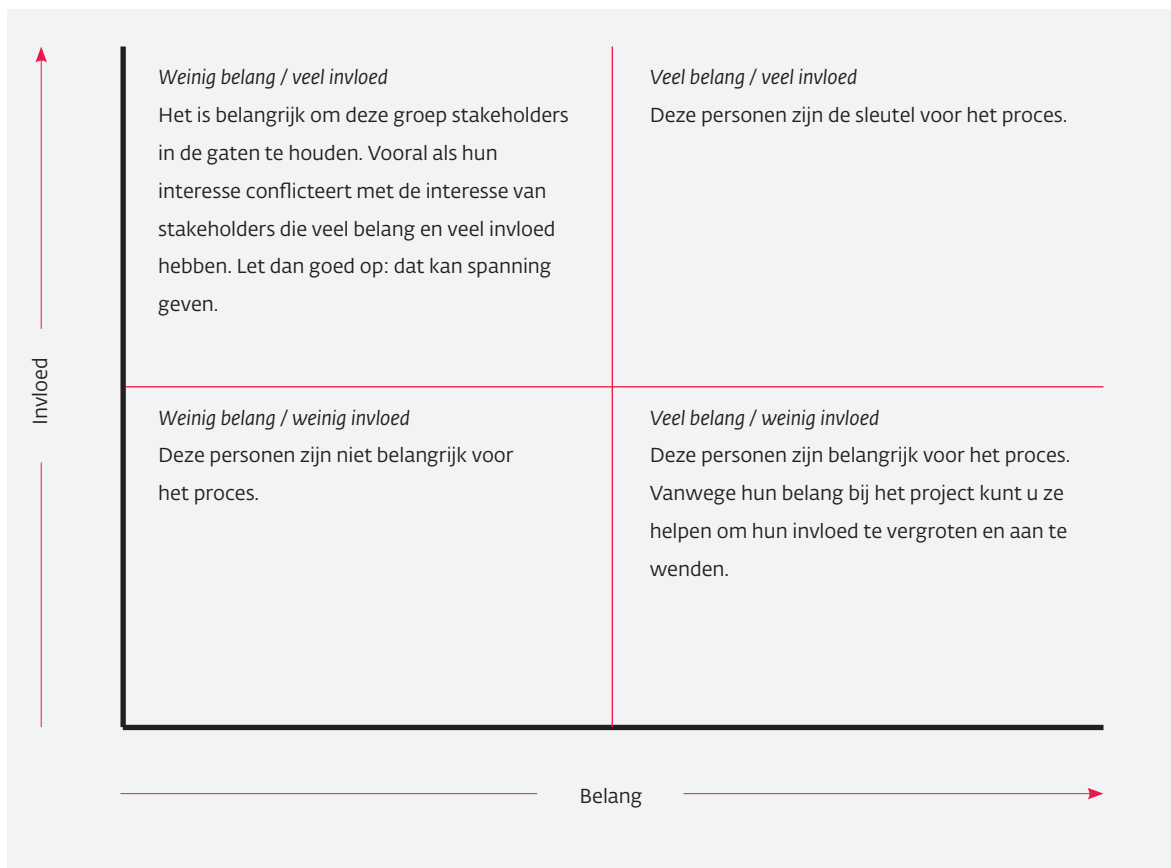 Weinig belang / veel invloed
Het is belangrijk om deze groep stakeholders
in de gaten te houden. Vooral als hun
interesse conflicteert met de interesse van
stakeholders die veel belang en veel invloed
hebben. Let dan goed op: dat kan spanning
geven.
Veel belang / veel invloed
Deze personen zijn de sleutel voor het proces.
Invloed
Weinig belang / weinig invloed
Deze personen zijn niet belangrijk voor
het proces.
Veel belang / weinig invloed
Deze personen zijn belangrijk voor het proces.
Vanwege hun belang bij het project kunt u ze
helpen om hun invloed te vergroten en aan te
wenden.
Belang